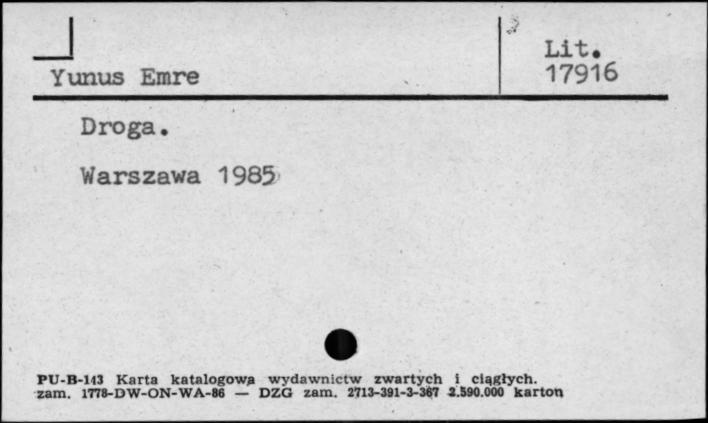 Lit.
Yunus Emre 17916
Droga.
Warszawa 1985
PU-B-143 Karta katalogowa wydawnictw zwartych i ciągłych.
zam. 1778-DW-ON-WA-86 — DZG zam. 2713-391-3-367 2.590.000 karton